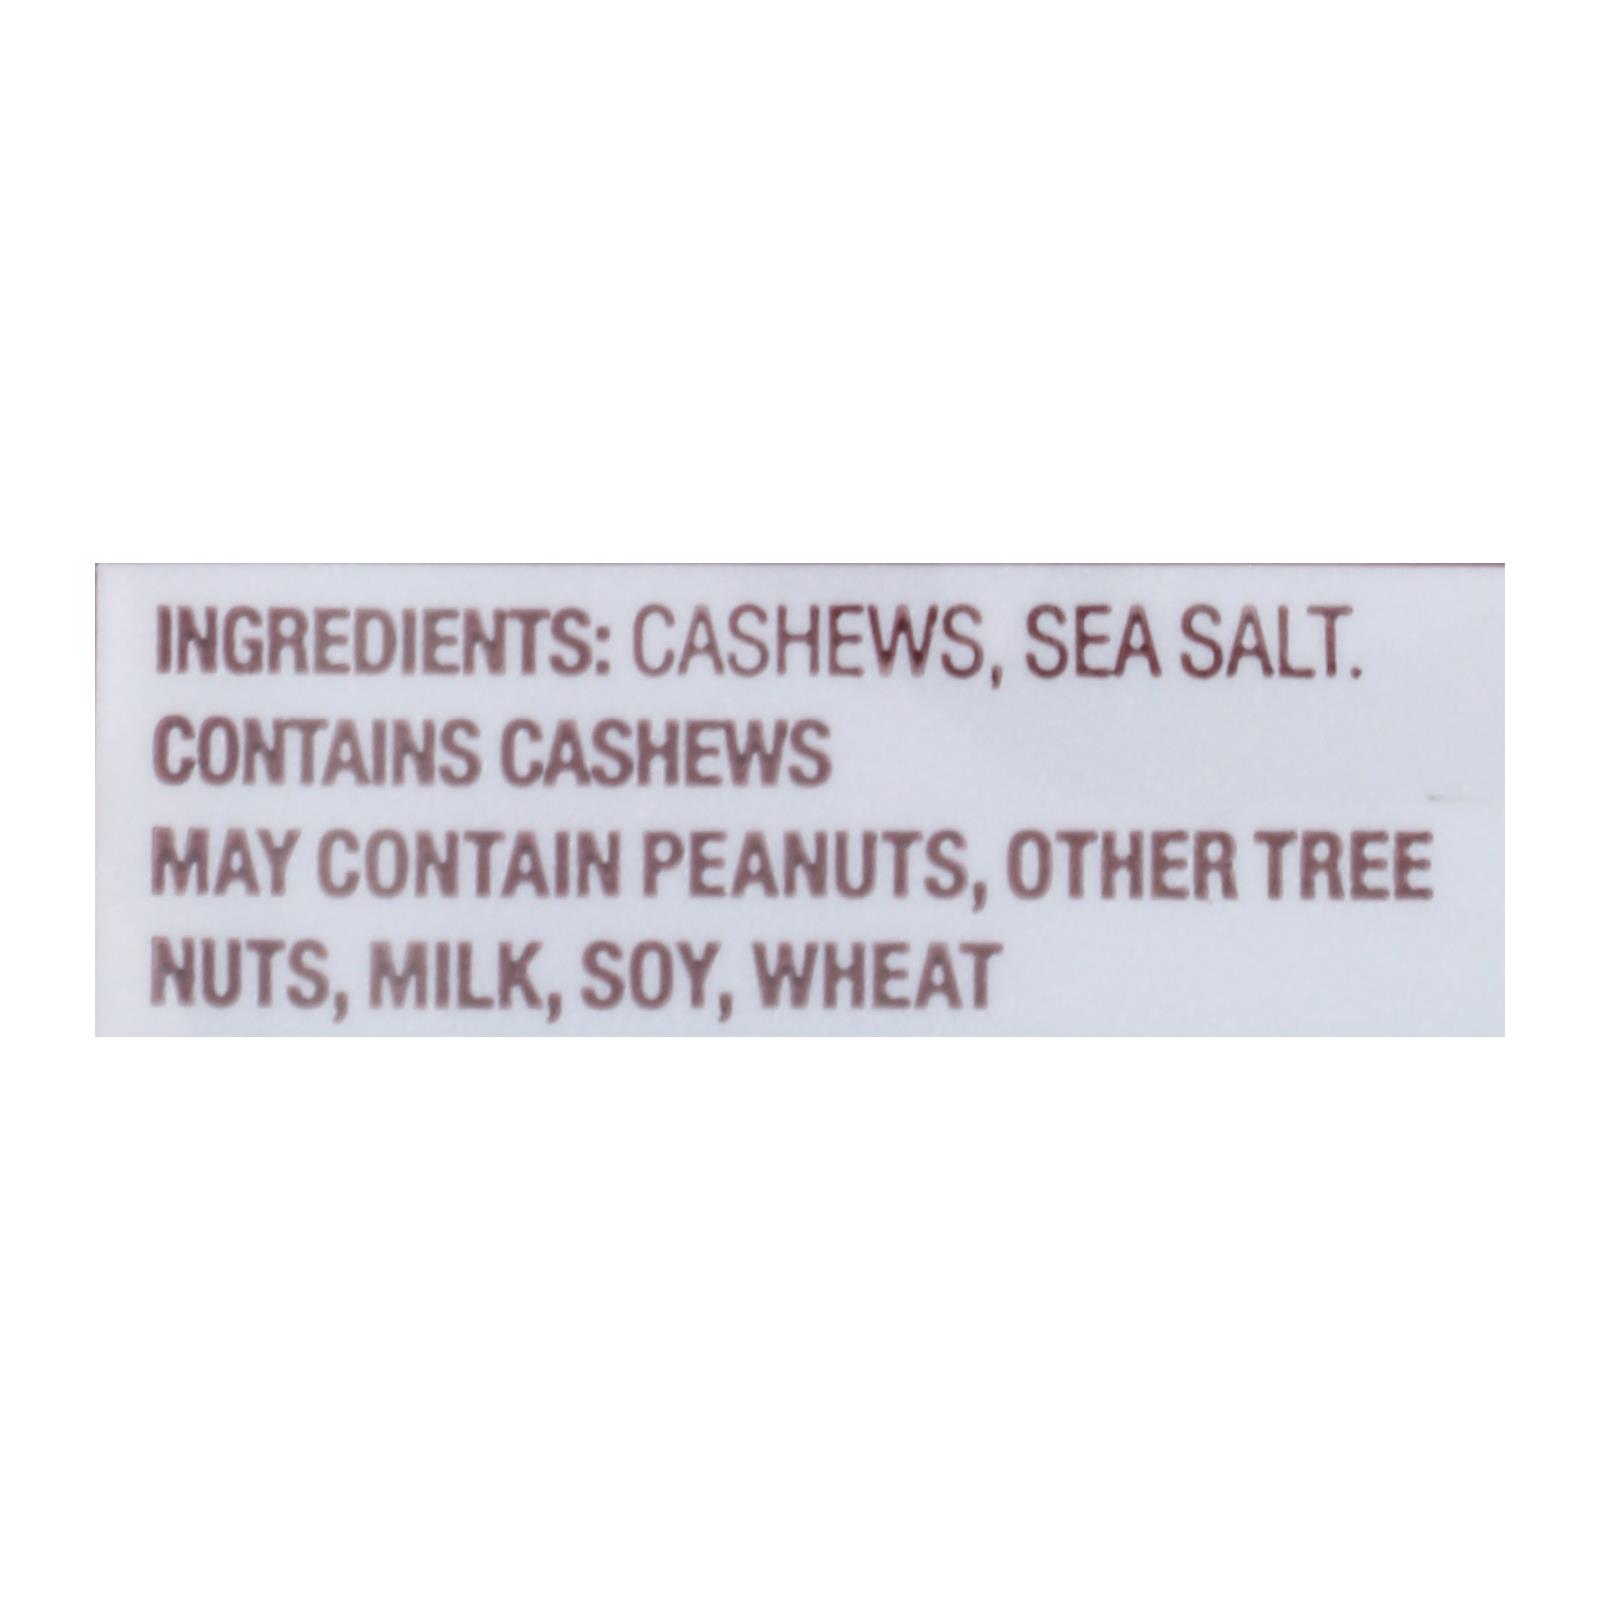 INGREDIENTS: CASHEWS, SEA SALT.
CONTAINS CASHEWS
MAY CONTAIN PEANUTS, OTHER TREE
NUTS, MILK, SOY, WHEAT